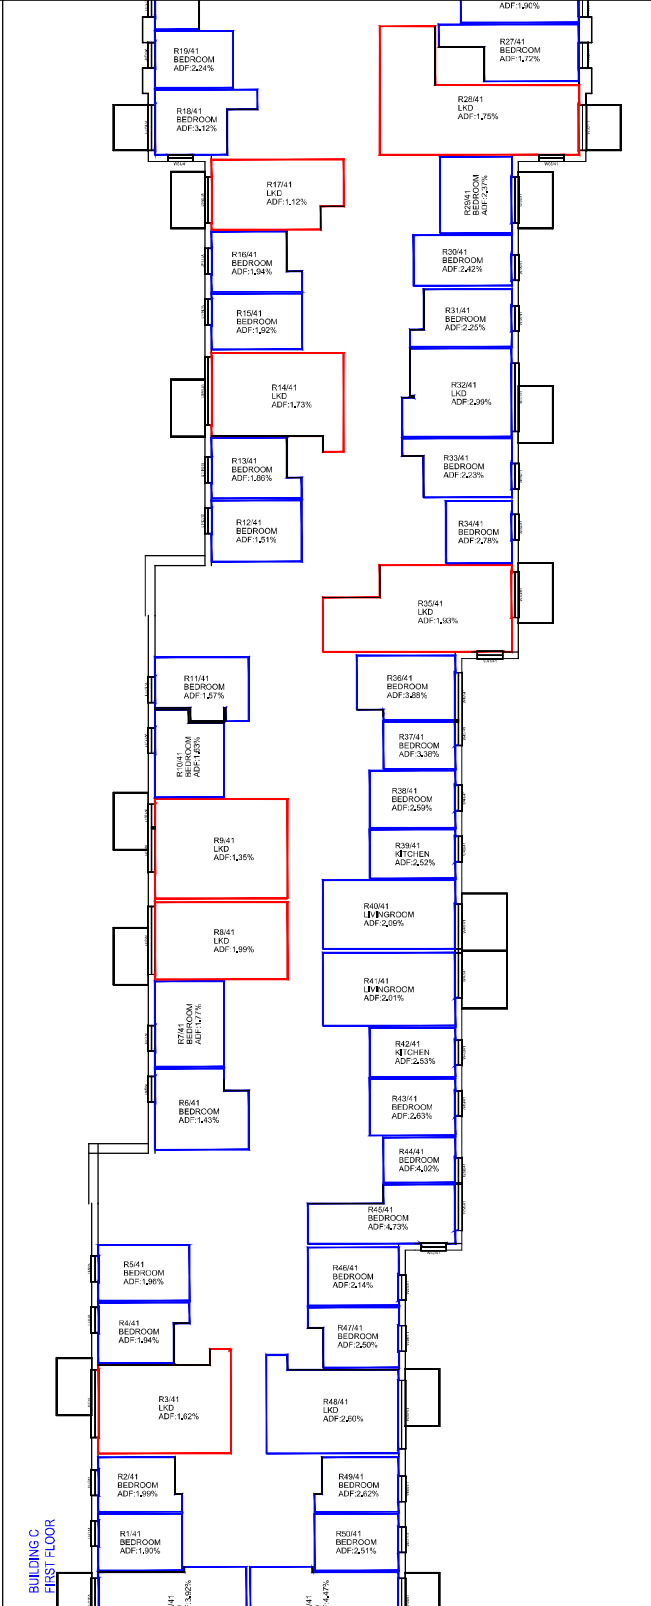 ADF:1.90%
R19/41
BEDROOM
ADF:2.24%
R27/41
BEDROOM
ADF:1.72%
R18/41
BEDROOM
ADF:3.12%
R28/41
LKD
ADF:1.75%
R17/41
LKD
ADF:1.12%
R29/41
BEDROOM
ADF:2.37%
R16/41
BEDROOM
ADF:1.94%
R30/41
BEDROOM
ADF:2.42%
R15/41
BEDROOM
ADF:1.92%
R31/41
BEDROOM
ADF:2.25%
R14/41
LKD
ADF:1.73%
R32/41
LKD
ADF:2.99%
R13/41
BEDROOM
ADF:1.86%
R33/41
BEDROOM
ADF:2.23%
R12/41
BEDROOM
ADF:1.51%
R34/41
BEDROOM
ADF:2.78%
R35/41
LKD
ADF:1.93%
R11/41
BEDROOM
ADF:1.57%
R36/41
BEDROOM
ADF:3.88%
R10/41
BEDROOM
ADF:1.63%
R37/41
BEDROOM
ADF:3.38%
R38/41
BEDROOM
ADF:2.59%
R9/41
LKD
ADF:1.35%
R39/41
KITCHEN
ADF:2.52%
R8/41
LKD
ADF:1.99%
R40/41
LIVINGROOM
ADF:2.09%
R41/41
LIVINGROOM
ADF:2.01%
R7/41
BEDROOM
ADF:1.77%
R42/41
KITCHEN
ADF:2.53%
R6/41
BEDROOM
ADF:1.43%
R43/41
BEDROOM
ADF:2.63%
R44/41
BEDROOM
ADF:4.02%
R45/41
BEDROOM
ADF:4.73%
R5/41
BEDROOM
ADF:1.96%
R46/41
BEDROOM
ADF:2.14%
R4/41
BEDROOM
ADF:1.94%
R47/41
BEDROOM
ADF:2.50%
R3/41
LKD
ADF:1.62%
R48/41
LKD
ADF:2.60%
R2/41
BEDROOM
ADF:1.99%
R49/41
BEDROOM
ADF:2.62%
R1/41
BEDROOM
ADF:1.90%
R50/41
BEDROOM
ADF:2.51%
BUILDING C
FIRST FLOOR
/41
3.92%
/41
4.47%